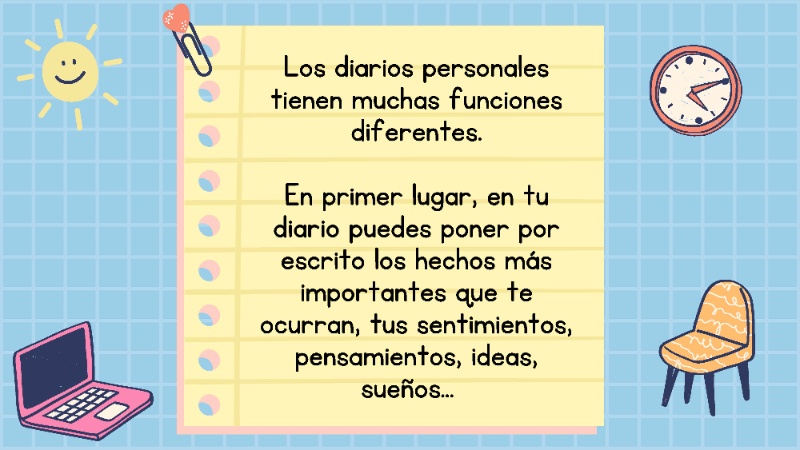 Los diarios personales
tienen muchas funciones
diferentes.
En primer lugar, en tu
diario puedes poner por
escrito los hechos más
importantes que te
ocurran, tus sentimientos,
pensamientos, ideas,
sueños...